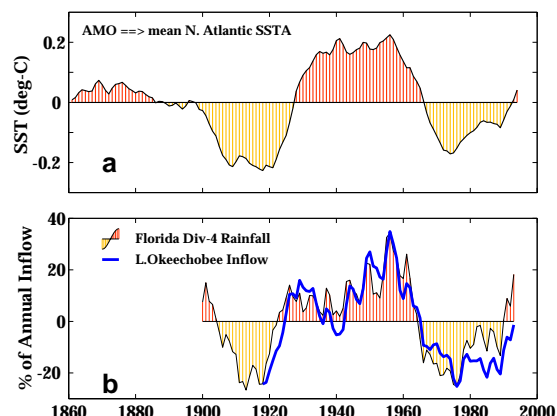 AMO ==> mean N. Atlantic SSTA
SST (deg-C)
0.2
0
-0.2
a
% of Annual Inflow
40
20
0
-20
Florida Div-4 Rainfall
L.Okeechobee Inflow
b
1860 1880 1900 1920 1940 1960 1980 2000